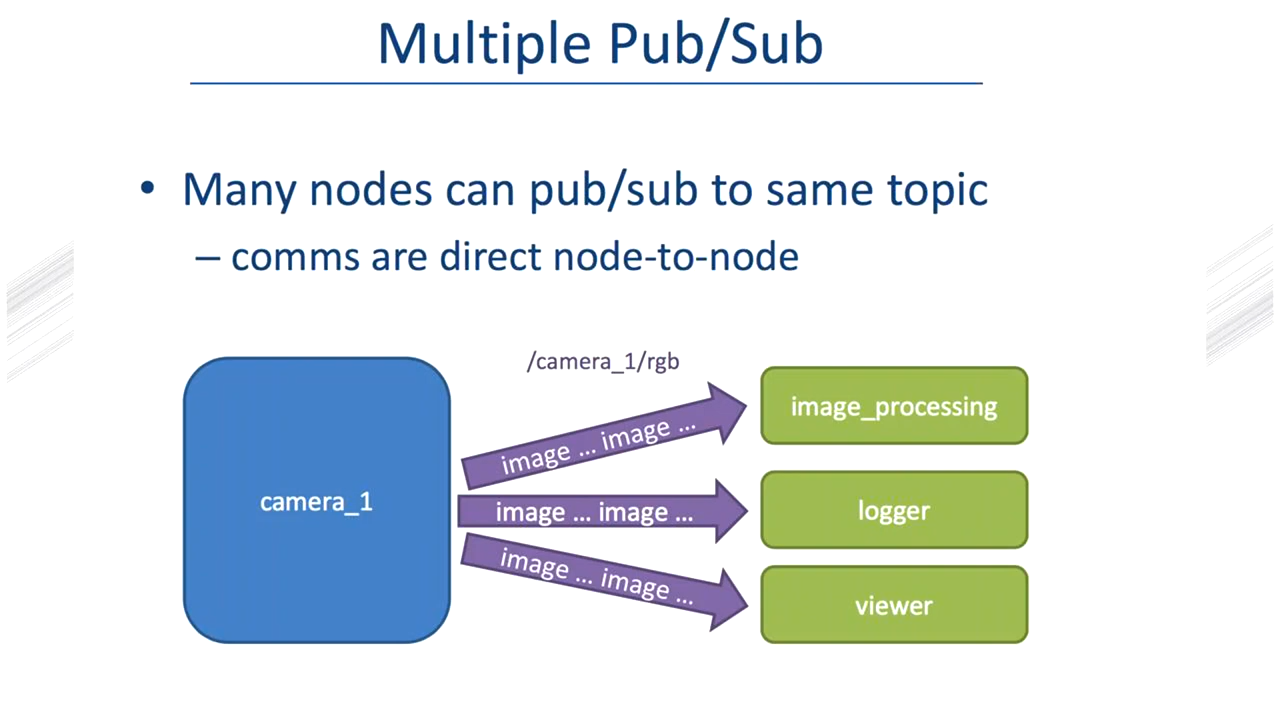 Multiple Pub/Sub
• Many nodes can pub/sub to same topic
– comms are direct node-to-node
/camera_1/rgb
camera_1
image ... image ...
image ... image ...
image ... image ...
image_processing
logger
viewer